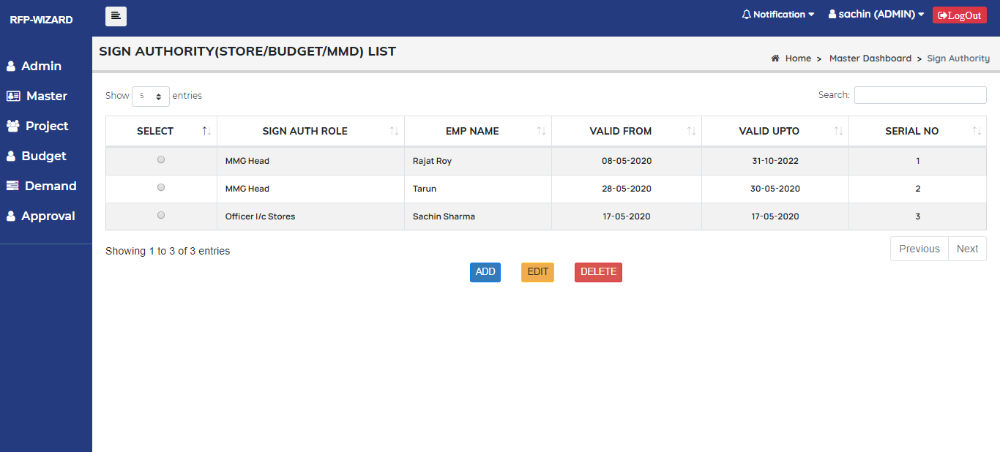 RFP-WIZARD
Notification
sachin (ADMIN)
LogOut
Admin
Master
Project
Budget
Demand
Approval
SIGN AUTHORITY(STORE/BUDGET/MMD) LIST
Home > Master Dashboard > Sign Authority
Show 5 entries
Search:
SELECT SIGN AUTH ROLE EMP NAME VALID FROM VALID UPTO SERIAL NO
MMG Head Rajat Roy 08-05-2020 31-10-2022 1
MMG Head Tarun 28-05-2020 30-05-2020 2
Officer I/c Stores Sachin Sharma 17-05-2020 17-05-2020 3
Showing 1 to 3 of 3 entries
Previous Next
ADD EDIT DELETE